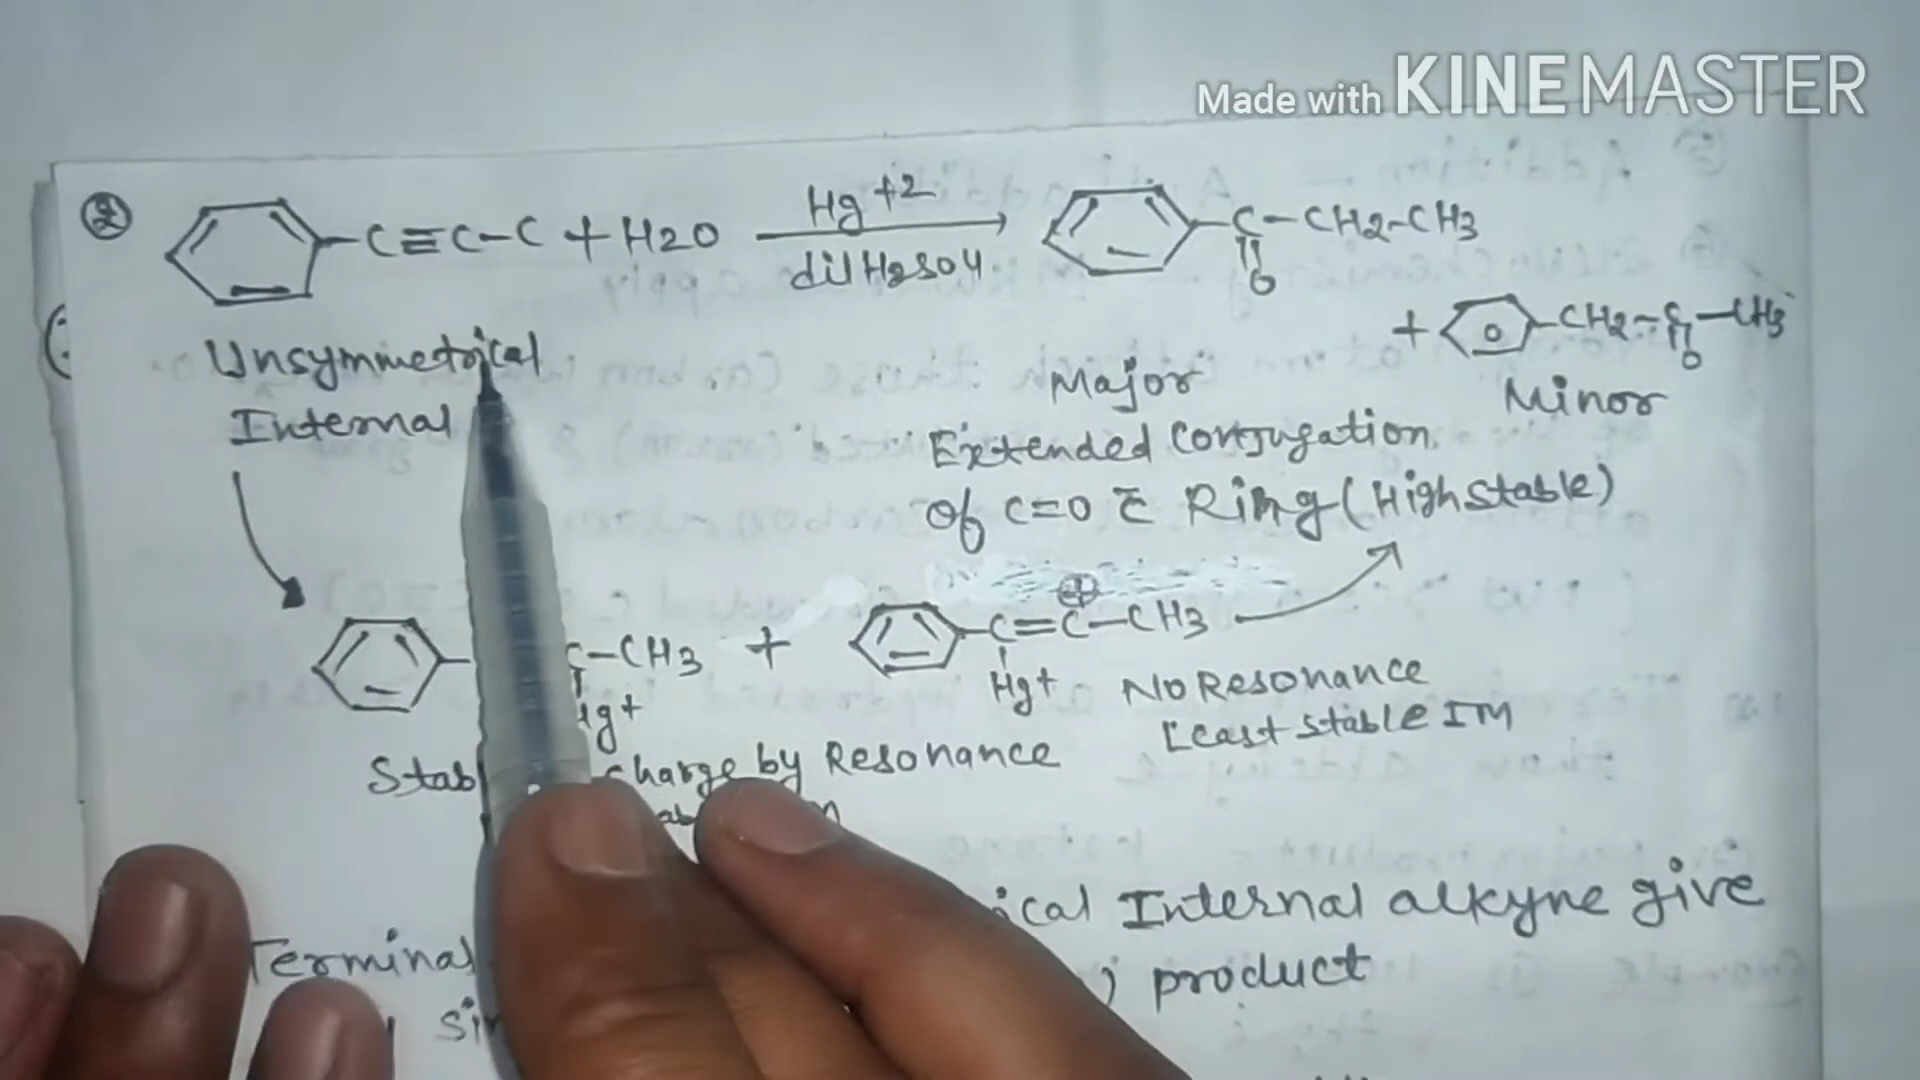 Made with KINEMASTER
② C≡C-C + H2O Hg+2 dil H2SO4 C-CH2-CH3
O
+ CH2-C-CH3
O
Unsymmetrical Major Minor
Internal Extended Conjugation
of C=O c̄ Ring (High stable)
C-CH3 + C=C-CH3
⊕
Hg+ No Resonance
Least stable ITM
charge by Resonance
ical Internal alkyne give
Terminal ) product